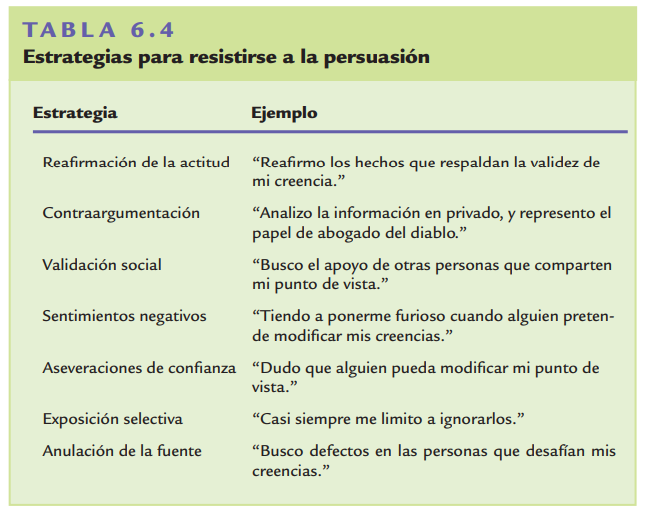 TABLA 6.4
Estrategias para resistirse a la persuasión
Estrategia Ejemplo
Reafirmación de la actitud “Reafirmo los hechos que respaldan la validez de
mi creencia.”
Contraargumentación “Analizo la información en privado, y represento el
papel de abogado del diablo.”
Validación social “Busco el apoyo de otras personas que comparten
mi punto de vista.”
Sentimientos negativos “Tiendo a ponerme furioso cuando alguien preten-
de modificar mis creencias.”
Aseveraciones de confianza “Dudo que alguien pueda modificar mi punto de
vista.”
Exposición selectiva “Casi siempre me limito a ignorarlos.”
Anulación de la fuente “Busco defectos en las personas que desafían mis
creencias.”